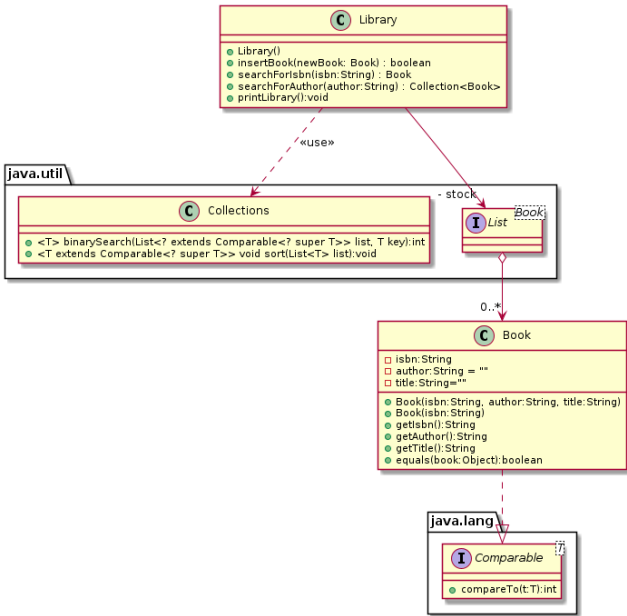 C Library
Library()
insertBook(newBook: Book) : boolean
searchForIsbn(isbn:String) : Book
searchForAuthor(author:String) : Collection<Book>
printLibrary():void
«use»
java.util
- stock
C Collections
<T> binarySearch(List<? extends Comparable<? super T>> list, T key):int
<T extends Comparable<? super T>> void sort(List<T> list):void
Book
I List
0..*
C Book
isbn:String
author:String = ""
title:String=""
Book(isbn:String, author:String, title:String)
Book(isbn:String)
getIsbn():String
getAuthor():String
getTitle():String
equals(book:Object):boolean
java.lang
T
I Comparable
compareTo(t:T):int